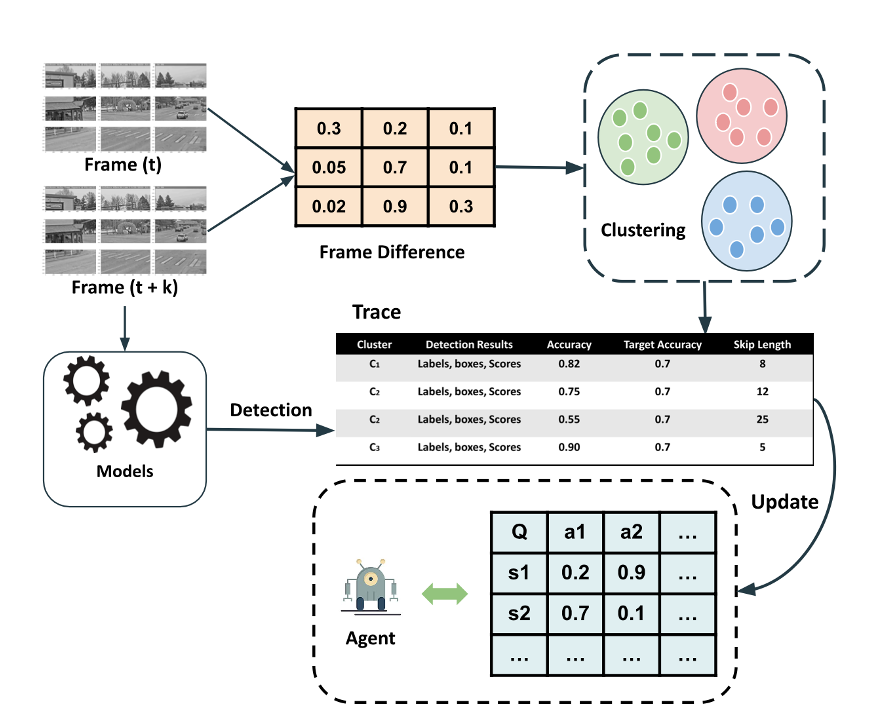 Frame (t)
Frame (t + k)
0.3 0.2 0.1
0.05 0.7 0.1
0.02 0.9 0.3
Frame Difference
Clustering
Models
Detection
Trace
Cluster Detection Results Accuracy Target Accuracy Skip Length
C₁ Labels, boxes, Scores 0.82 0.7 8
C₂ Labels, boxes, Scores 0.75 0.7 12
C₂ Labels, boxes, Scores 0.55 0.7 25
C₃ Labels, boxes, Scores 0.90 0.7 5
Update
Agent
Q a1 a2 ...
s1 0.2 0.9 ...
s2 0.7 0.1 ...
... ... ... ...